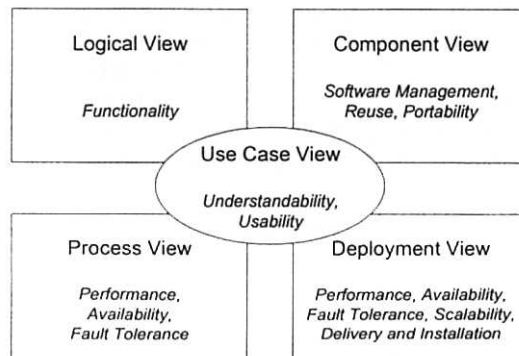 Logical View
Functionality
Component View
Software Management,
Reuse, Portability
Use Case View
Understandability,
Usability
Process View
Performance,
Availability,
Fault Tolerance
Deployment View
Performance, Availability,
Fault Tolerance, Scalability,
Delivery and Installation